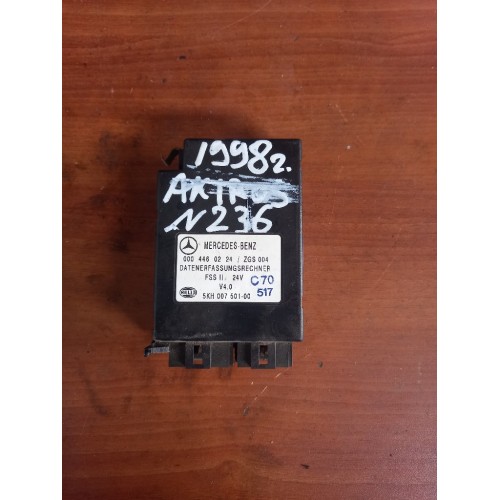 1998г.
AKTROS
N236
MERCEDES-BENZ
000 446 02 24 / ZGS 004
DATENERFASSUNGSRECHNER
FSS II, 24V
C70
V4.0
517
HELLA
5KH 007 501-00